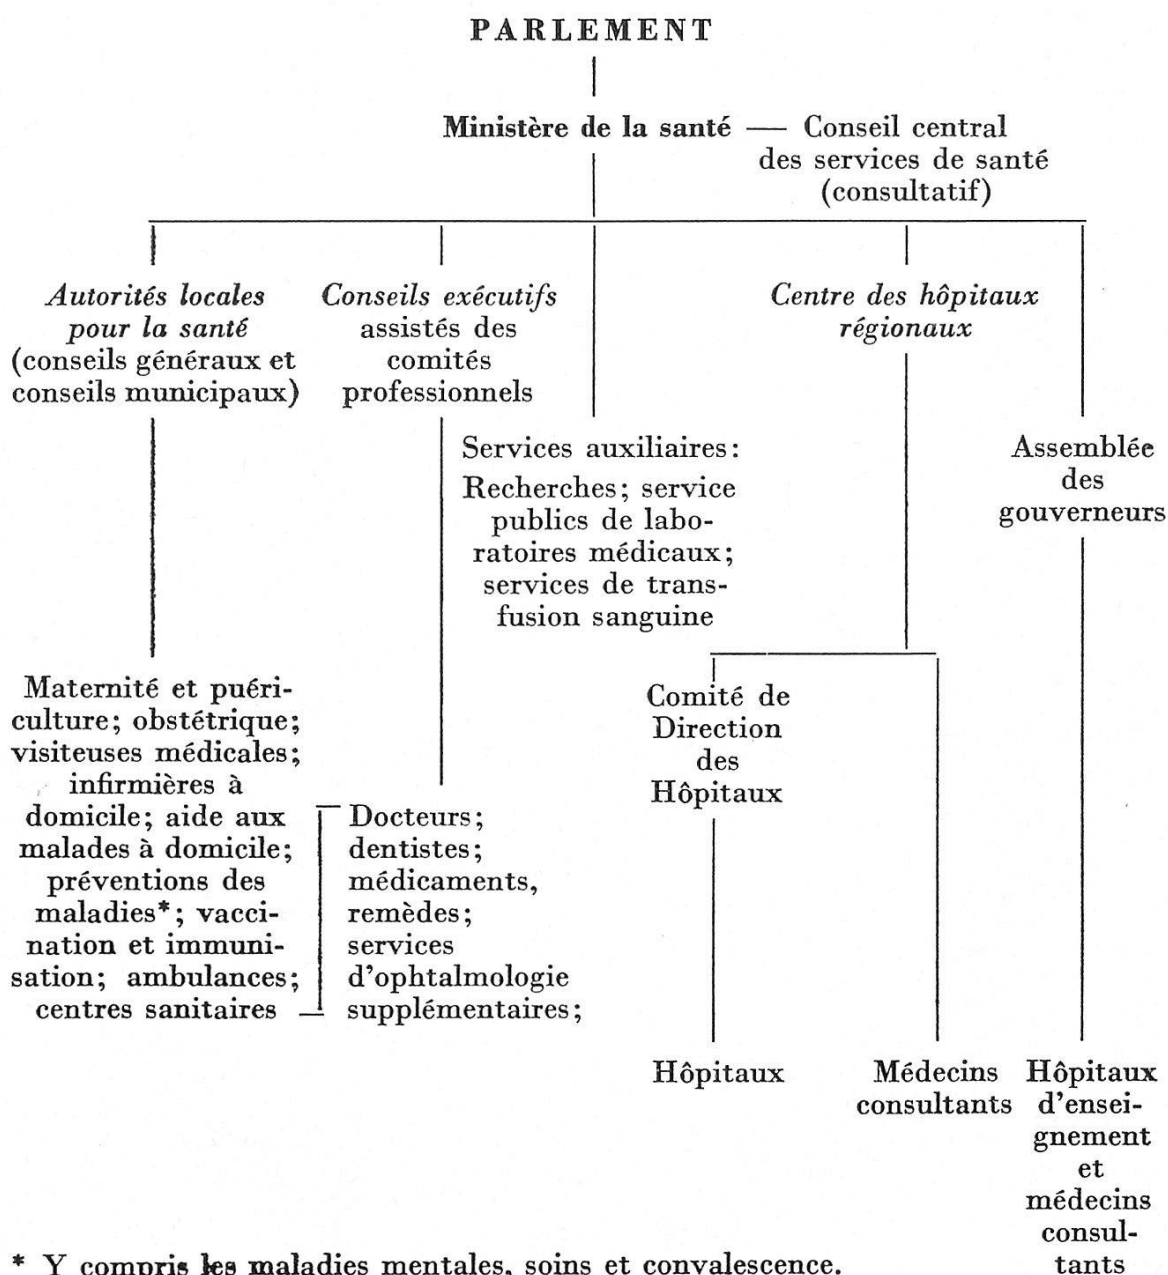 PARLEMENT
Ministère de la santé — Conseil central
des services de santé
(consultatif)
Autorités locales
pour la santé
(conseils généraux et
conseils municipaux)
Conseils exécutifs
assistés des
comités
professionnels
Centre des hôpitaux
régionaux
Services auxiliaires:
Recherches; service
publics de labo-
ratoires médicaux;
services de trans-
fusion sanguine
Assemblée
des
gouverneurs
Maternité et puéri-
culture; obstétrique;
visiteuses médicales;
infirmières à
domicile; aide aux
malades à domicile;
préventions des
maladies*; vacci-
nation et immuni-
sation; ambulances;
centres sanitaires
Docteurs;
dentistes;
médicaments,
remèdes;
services
d'ophtalmologie
supplémentaires;
Comité de
Direction
des
Hôpitaux
Hôpitaux
Médecins
consultants
Hôpitaux
d'ensei-
gnement
et
médecins
consul-
tants
* Y compris les maladies mentales, soins et convalescence.